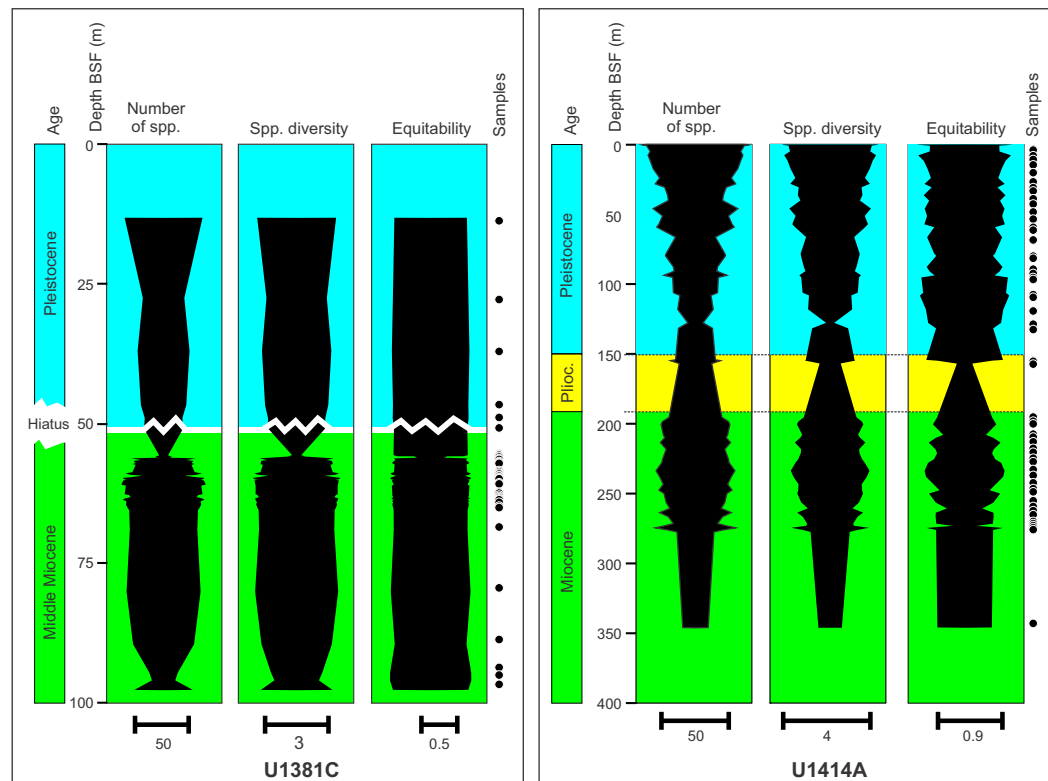 Age
Depth BSF (m)
Number
of spp.
Spp. diversity
Equitability
Samples
0
25
50
75
100
Pleistocene
Hiatus
Middle Miocene
50
3
0.5
U1381C
Age
Depth BSF (m)
Number
of spp.
Spp. diversity
Equitability
Samples
0
50
100
150
200
250
300
350
400
Pleistocene
Plioc.
Miocene
50
4
0.9
U1414A